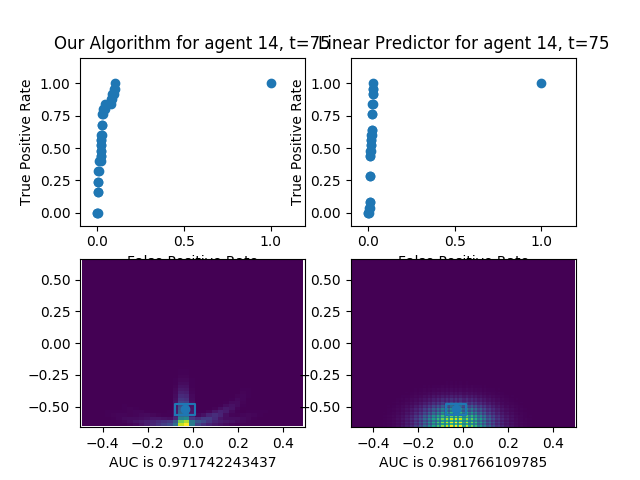 Our Algorithm for agent 14, t=75
Linear Predictor for agent 14, t=75
True Positive Rate
1.00
0.75
0.50
0.25
0.00
0.0 0.5 1.0
False Positive Rate
True Positive Rate
1.00
0.75
0.50
0.25
0.00
0.0 0.5 1.0
False Positive Rate
0.50
0.25
0.00
−0.25
−0.50
−0.4 −0.2 0.0 0.2 0.4
AUC is 0.971742243437
0.50
0.25
0.00
−0.25
−0.50
−0.4 −0.2 0.0 0.2 0.4
AUC is 0.981766109785